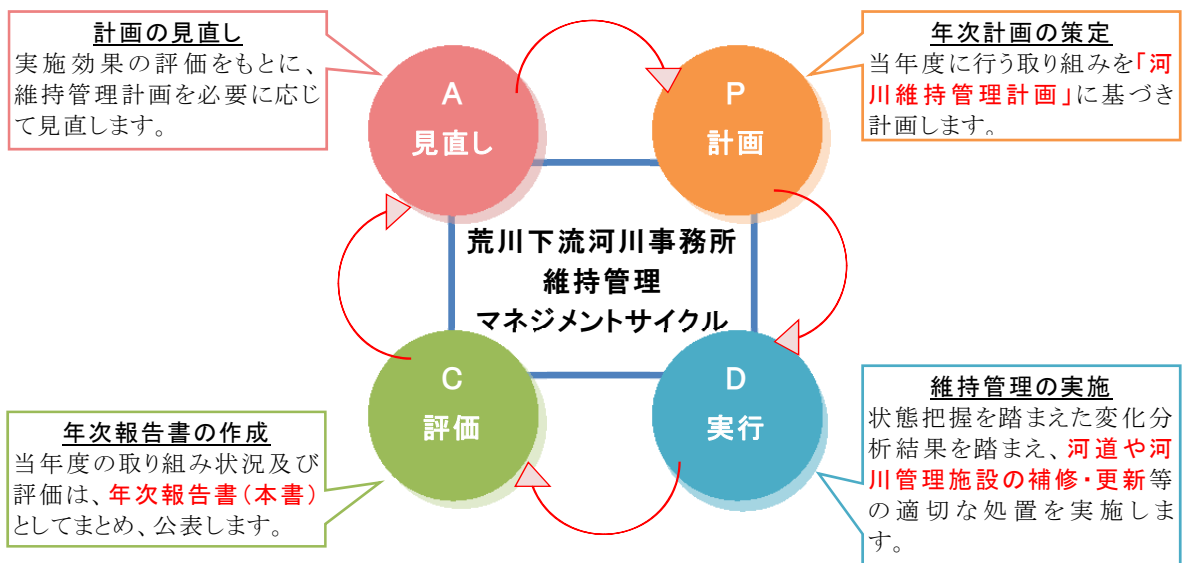 計画の見直し
実施効果の評価をもとに、
維持管理計画を必要に応じ
て見直します。
A
見直し
P
計画
年次計画の策定
当年度に行う取り組みを「河
川維持管理計画」に基づき
計画します。
荒川下流河川事務所
維持管理
マネジメントサイクル
年次報告書の作成
当年度の取り組み状況及び
評価は、年次報告書(本書)
としてまとめ、公表します。
C
評価
D
実行
維持管理の実施
状態把握を踏まえた変化分
析結果を踏まえ、河道や河
川管理施設の補修・更新等
の適切な処置を実施しま
す。